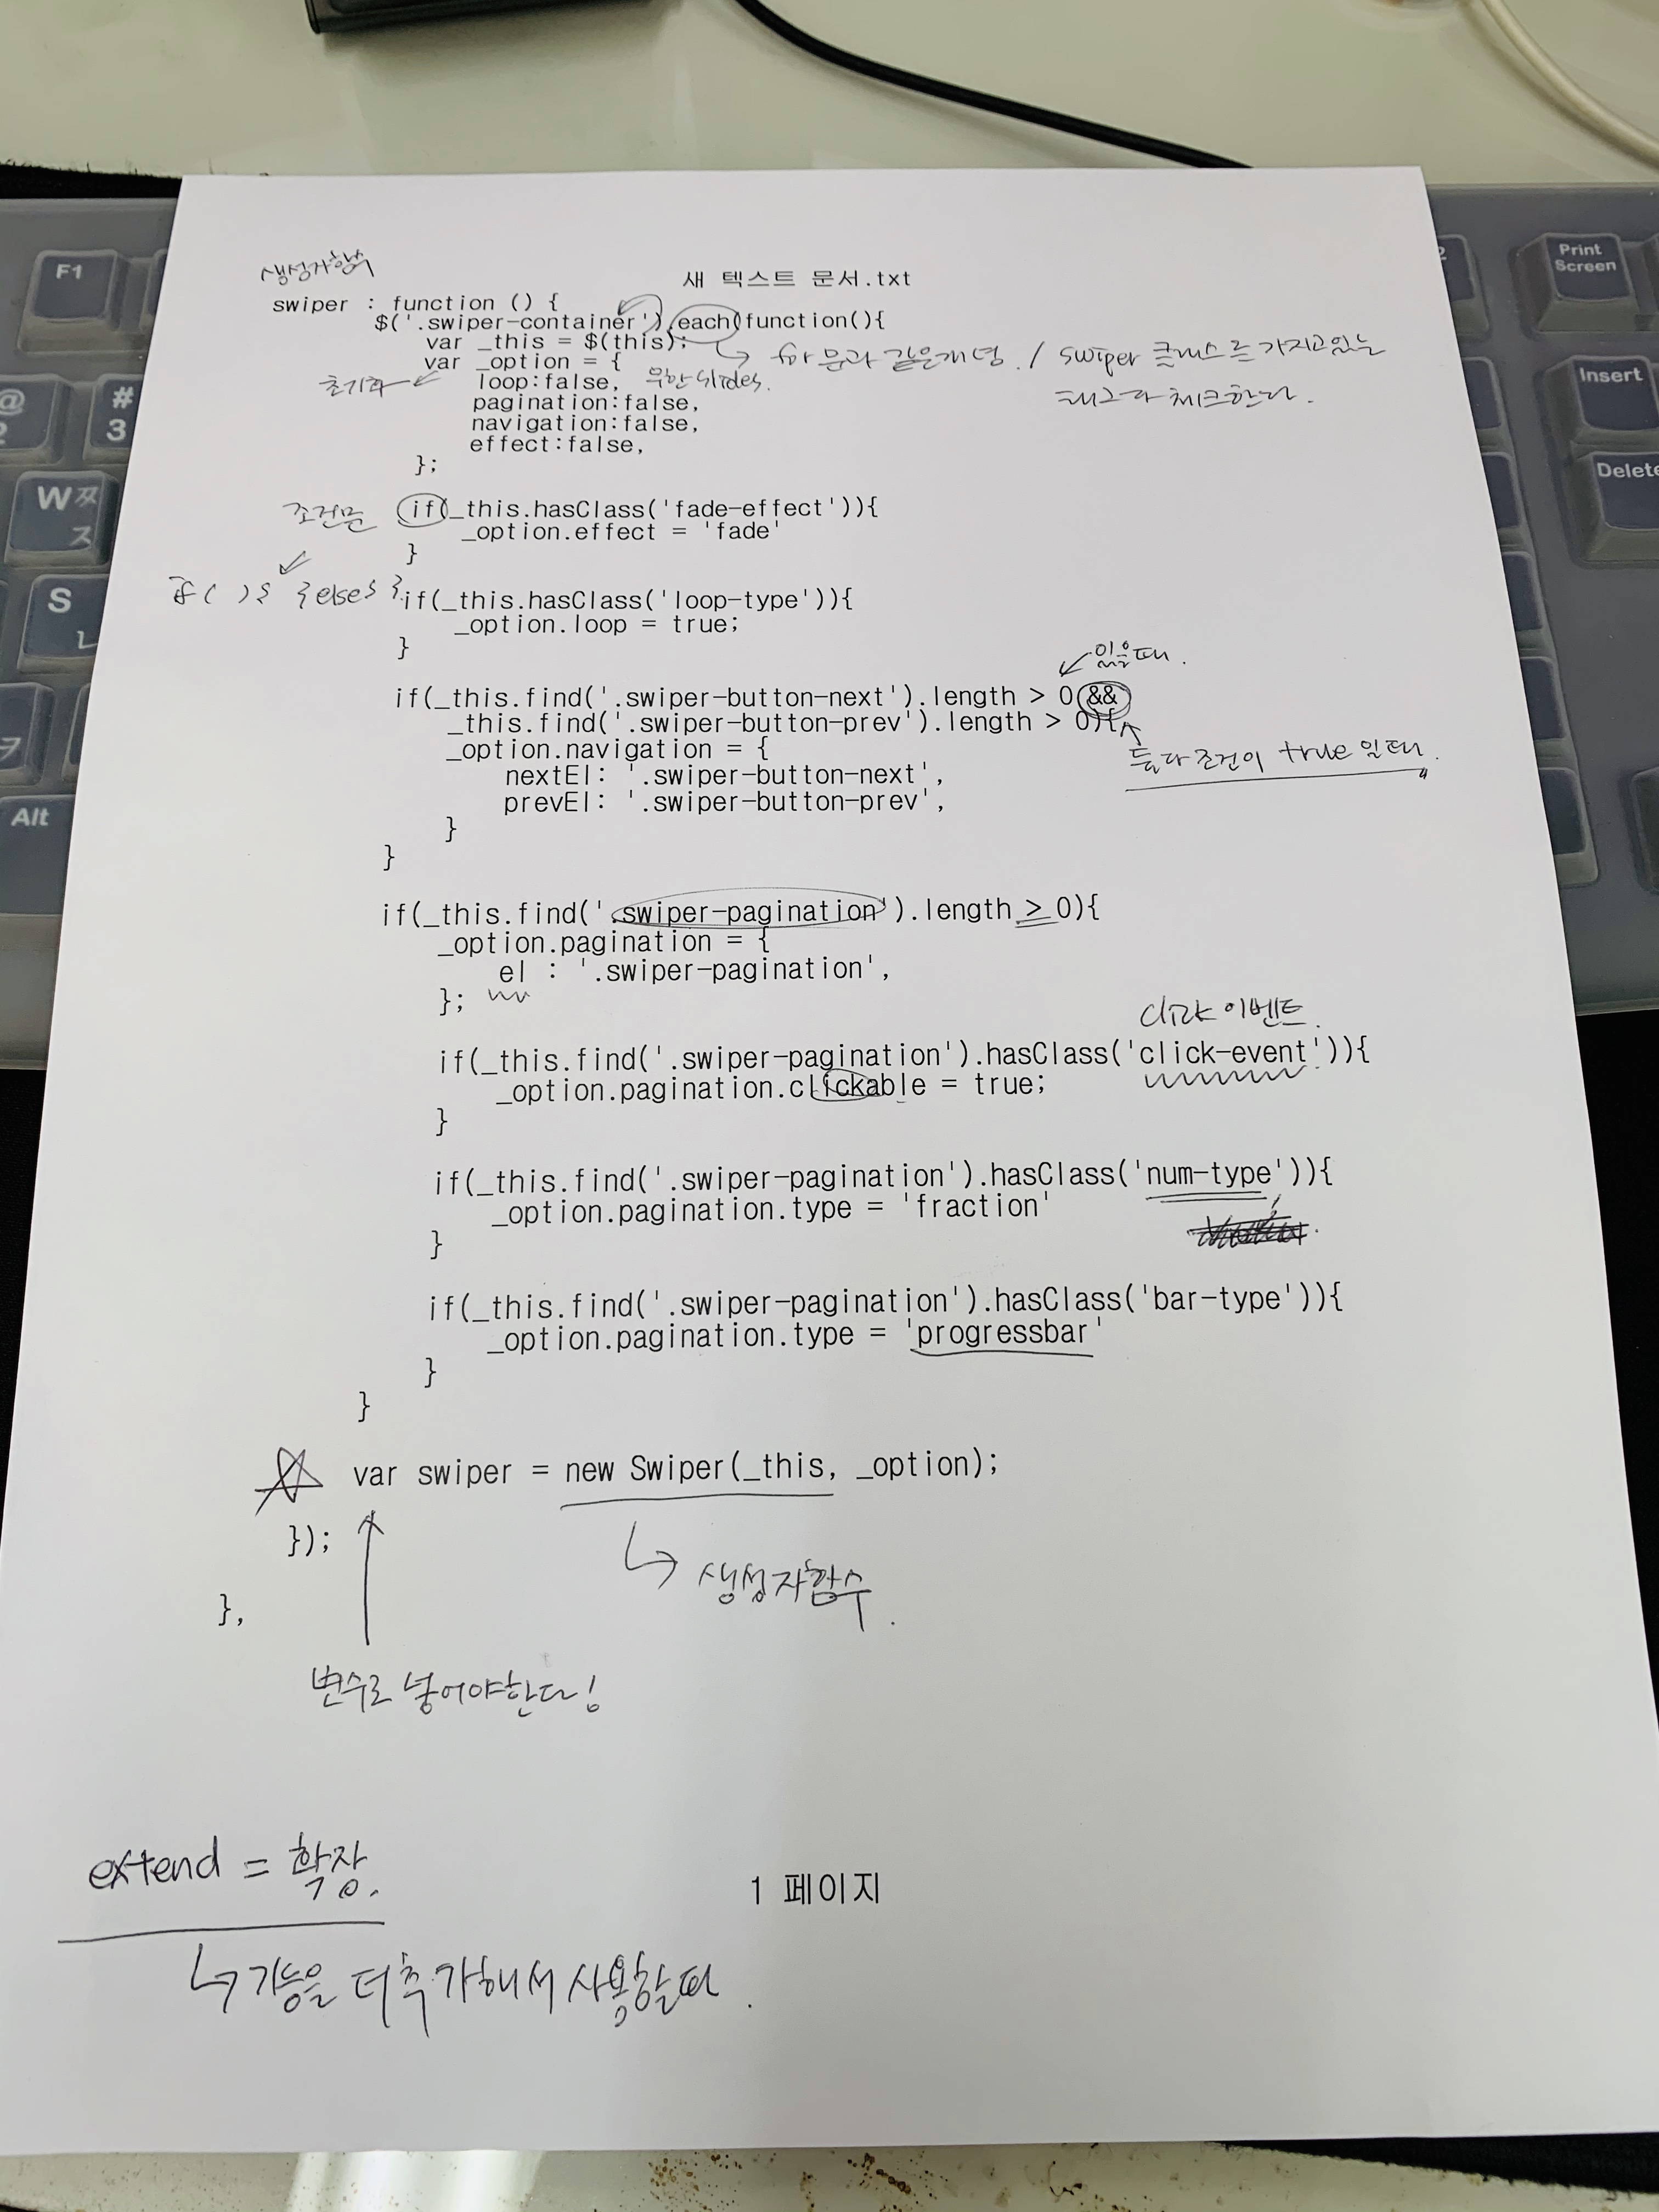 생성자함수
새 텍스트 문서.txt
swiper : function () {
$('.swiper-container').each(function(){
var _this = $(this);
for 문과 같은개념. / swiper 클래스를 가지고있는
태그다 체크한다.
var _option = {
초기화
loop:false, 무한 slides.
pagination:false,
navigation:false,
effect:false,
};
조건문 if(_this.hasClass('fade-effect')){
_option.effect = 'fade'
}
if( ){ }else{ }
if(_this.hasClass('loop-type')){
_option.loop = true;
}
있을때.
if(_this.find('.swiper-button-next').length > 0 &&
_this.find('.swiper-button-prev').length > 0){
둘다 조건이 true 일때.
_option.navigation = {
nextEl: '.swiper-button-next',
prevEl: '.swiper-button-prev',
}
}
if(_this.find('.swiper-pagination').length > 0){
_option.pagination = {
el : '.swiper-pagination',
};
click 이벤트.
if(_this.find('.swiper-pagination').hasClass('click-event')){
_option.pagination.clickable = true;
}
if(_this.find('.swiper-pagination').hasClass('num-type')){
_option.pagination.type = 'fraction'
}
if(_this.find('.swiper-pagination').hasClass('bar-type')){
_option.pagination.type = 'progressbar'
}
}
var swiper = new Swiper(_this, _option);
});
생성자함수.
},
변수로 넣어야한다!
extend = 확장.
1 페이지
기능을 더추가해서 사용할때.
F1
Print
Screen
@
2
#
3
Insert
W ㅉ
ㅈ
Delete
S
ㄴ
ㅋ
Alt